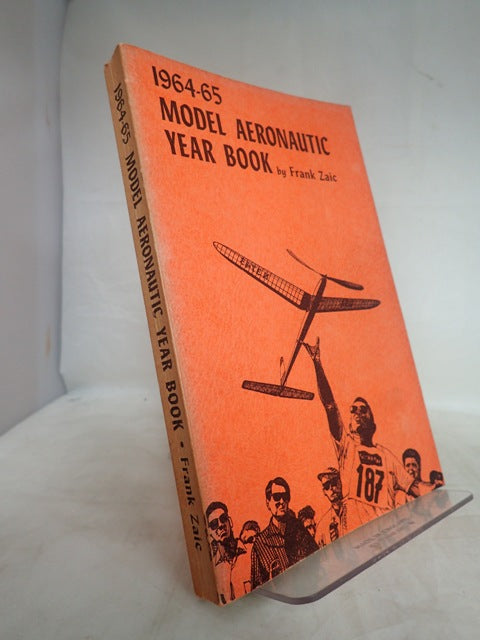 1964-65
MODEL AERONAUTIC
YEAR BOOK by Frank Zaic
187
1964-65 MODEL AERONAUTIC YEAR BOOK • Frank Zaic